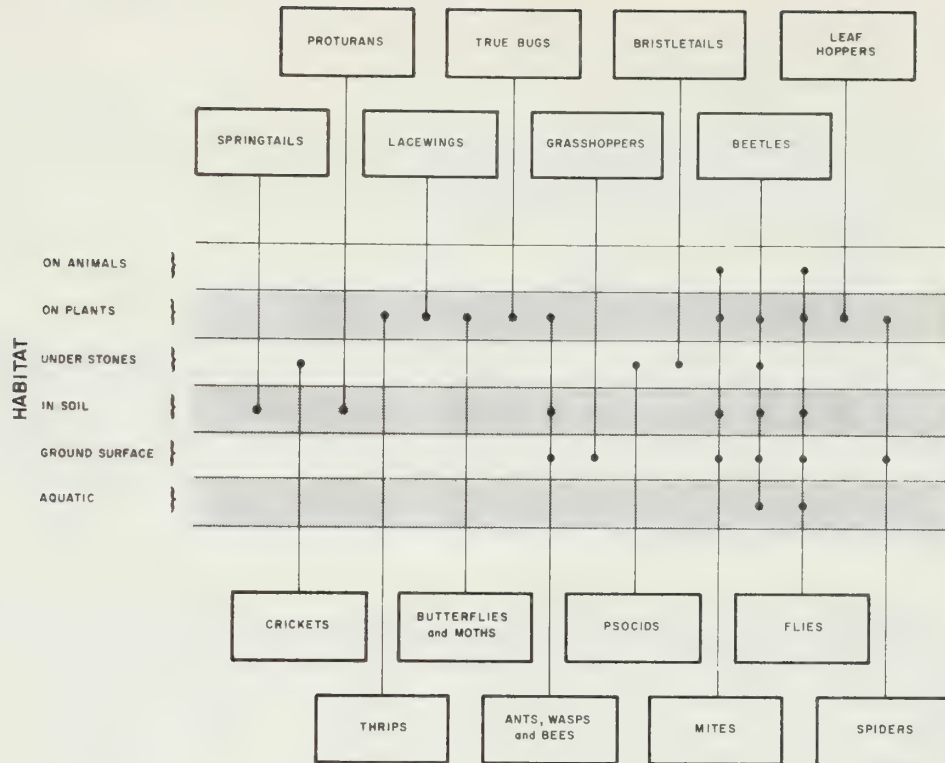 PROTURANS
TRUE BUGS
BRISTLETAILS
LEAF
HOPPERS
SPRINGTAILS
LACEWINGS
GRASSHOPPERS
BEETLES
HABITAT
ON ANIMALS
ON PLANTS
UNDER STONES
IN SOIL
GROUND SURFACE
AQUATIC
CRICKETS
BUTTERFLIES
and MOTHS
PSOCIDS
FLIES
THRIPS
ANTS, WASPS
and BEES
MITES
SPIDERS